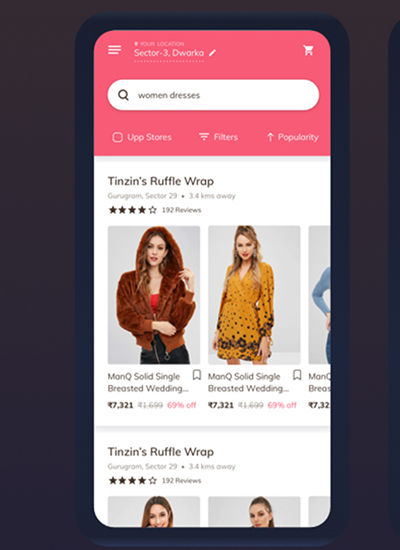 YOUR LOCATION
Sector-3, Dwarka
women dresses
Upp Stores Filters Popularity
Tinzin's Ruffle Wrap
Gurugram, Sector 29 • 3.4 kms away
192 Reviews
ManQ Solid Single Breasted Wedding...
₹7,321 ₹1,699 69% off
ManQ Solid Single Breasted Wedding...
₹7,321 ₹1,699 69% off
ManQ
Breas
₹7,32
Tinzin's Ruffle Wrap
Gurugram, Sector 29 • 3.4 kms away
192 Reviews